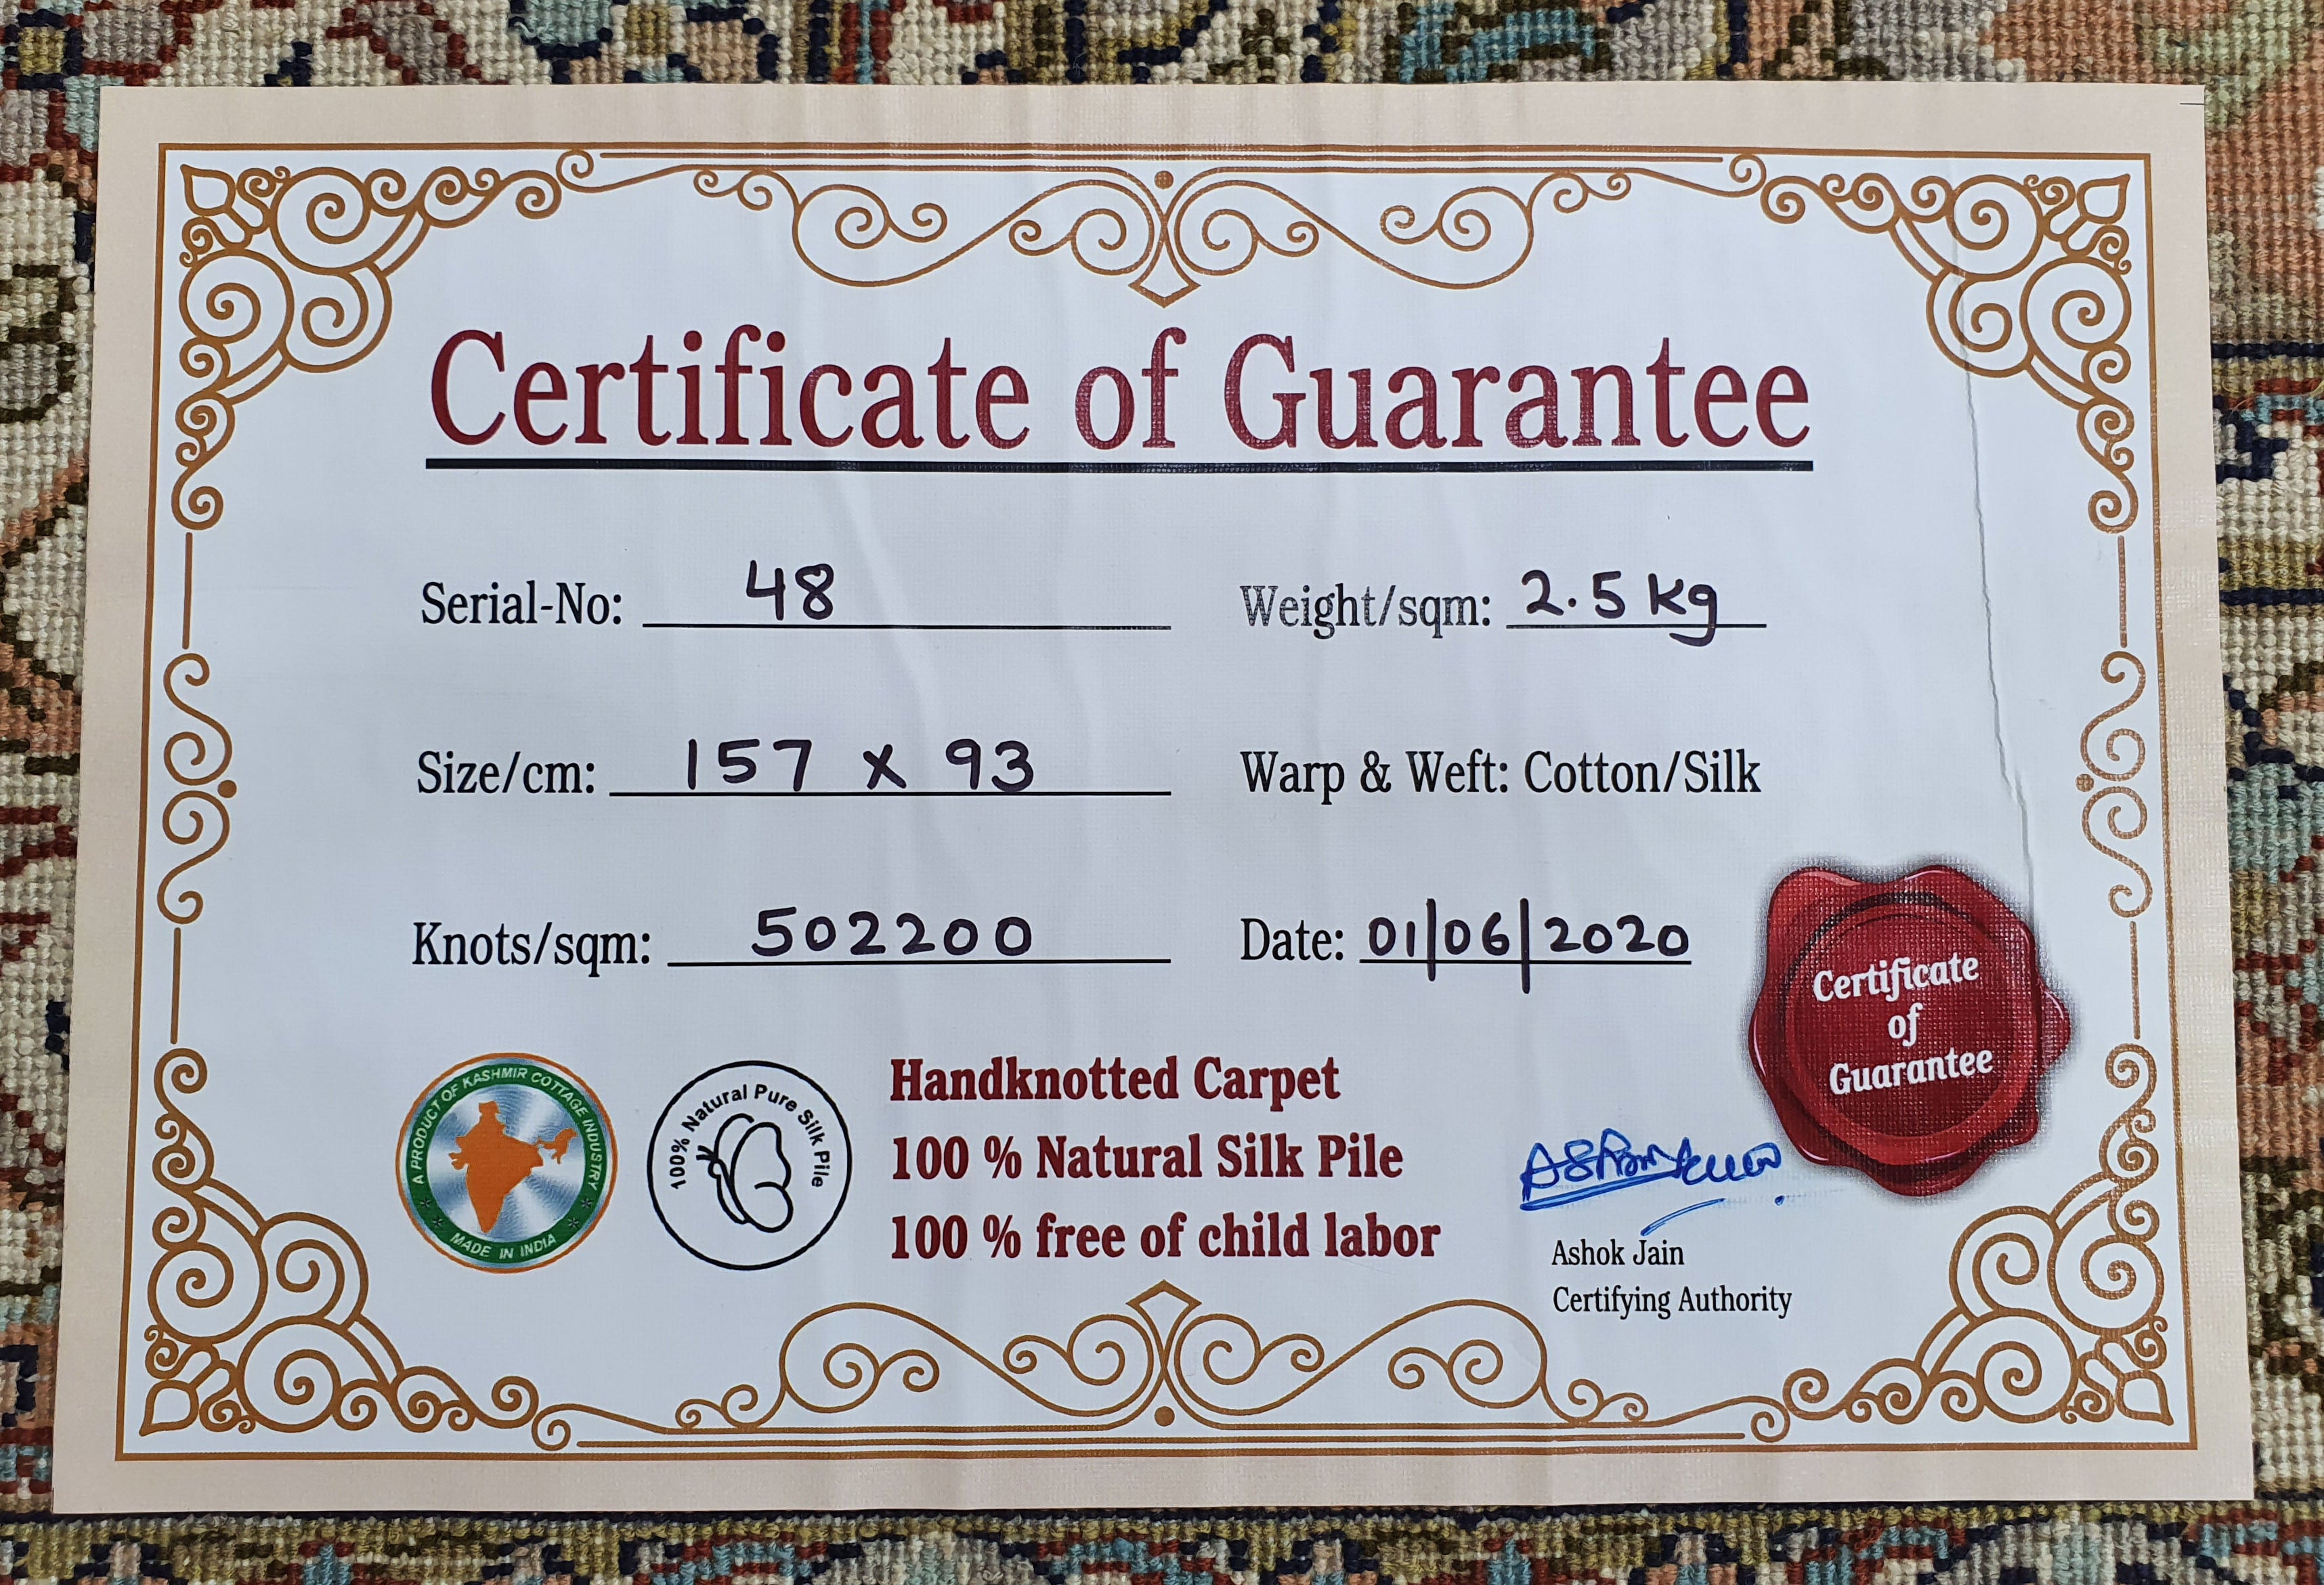 Certificate of Guarantee
Serial-No: 48
Weight/sqm: 2.5 kg
Size/cm: 157 x 93
Warp & Weft: Cotton/Silk
Knots/sqm: 502200
Date: 01/06/2020
Certificate
of
Guarantee
A PRODUCT OF KASHMIR COTTAGE INDUSTRY
MADE IN INDIA
100% Natural Pure Silk Pile
Handknotted Carpet
100 % Natural Silk Pile
100 % free of child labor
Ashok Jain
Certifying Authority